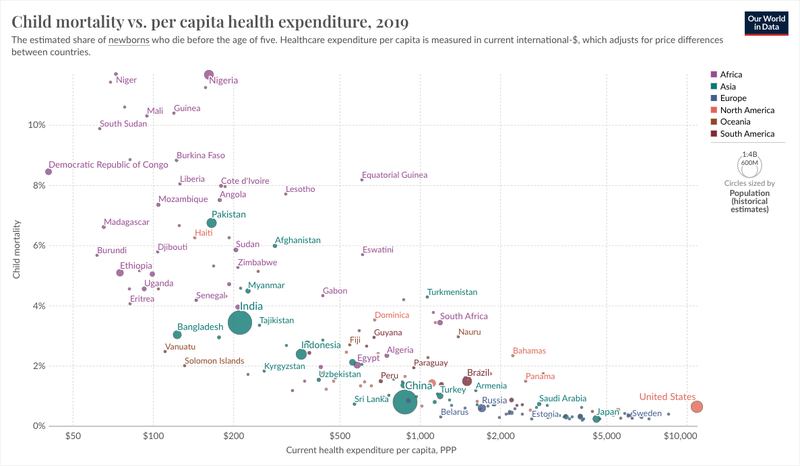 Child mortality vs. per capita health expenditure, 2019
Our World
in Data
The estimated share of newborns who die before the age of five. Healthcare expenditure per capita is measured in current international-$, which adjusts for price differences
between countries.
Africa
Asia
Europe
North America
Oceania
South America
1:4B
600M
Circles sized by
Population
(historical
estimates)
Child mortality
10%
8%
6%
4%
2%
0%
Niger
Nigeria
Mali
Guinea
South Sudan
Burkina Faso
Democratic Republic of Congo
Liberia
Cote d'Ivoire
Equatorial Guinea
Angola
Lesotho
Mozambique
Pakistan
Madagascar
Haiti
Afghanistan
Sudan
Burundi
Djibouti
Eswatini
Zimbabwe
Ethiopia
Uganda
Myanmar
Eritrea
Senegal
Gabon
Turkmenistan
India
Tajikistan
Dominica
South Africa
Bangladesh
Guyana
Nauru
Vanuatu
Indonesia
Fiji
Algeria
Bahamas
Solomon Islands
Egypt
Kyrgyzstan
Uzbekistan
Peru
Paraguay
Brazil
Panama
China
Turkey
Armenia
Sri Lanka
Belarus
Russia
Saudi Arabia
Estonia
Japan
Sweden
United States
$50
$100
$200
$500
$1,000
$2,000
$5,000
$10,000
Current health expenditure per capita, PPP